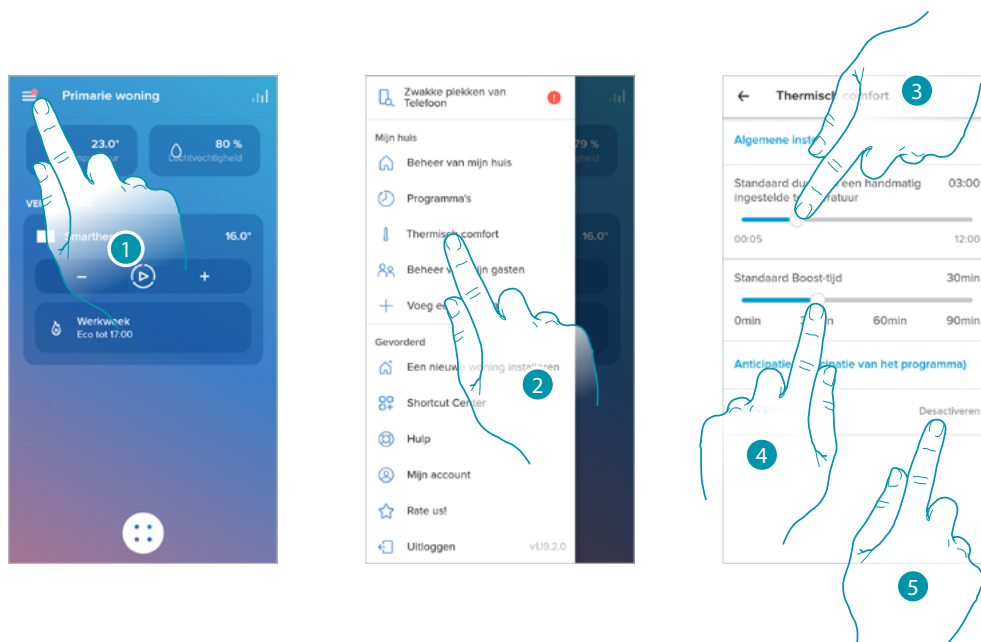 Primarie woning
23.0°
80 %
Luchtvochtigheid
16.0°
1
−
+
Werkweek
Eco tot 17:00
Zwakke plekken van
Telefoon
!
Mijn huis
79 %
Beheer van mijn huis
Programma's
Thermisch comfort
16.0°
Beheer van mijn gasten
Voeg
Gevorderd
Een nieuwe woning installeren
2
Shortcut Center
Hulp
Mijn account
Rate us!
Uitloggen
v1.19.2.0
Thermisch comfort
3
Algemene
Standaard een handmatig
03:00
ingestelde
00:05
12:00
Standaard Boost-tijd
30min
0min
60min
90min
Anticipatie van het programma)
Desactiveren
4
5